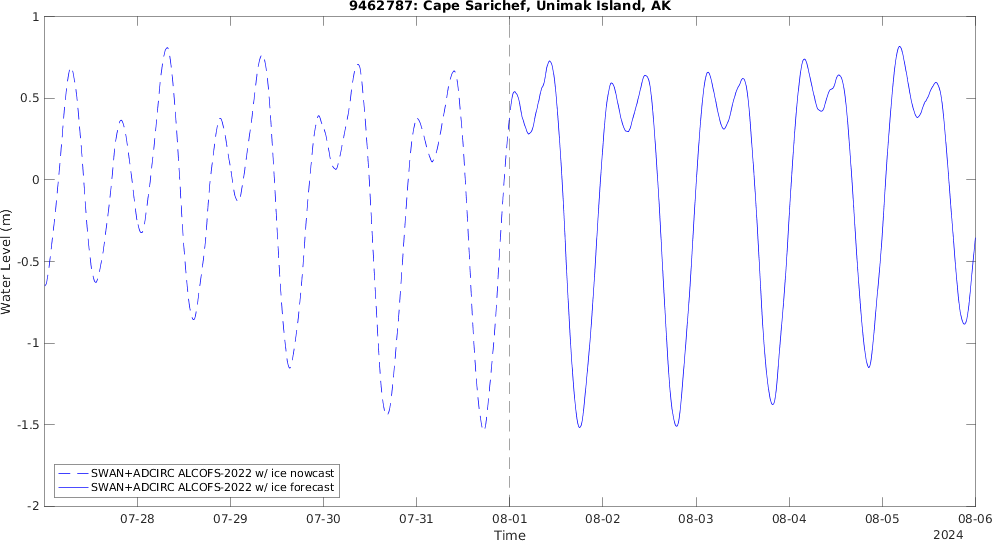 9462787: Cape Sarichef, Unimak Island, AK
Water Level (m)
1
0.5
0
-0.5
-1
-1.5
-2
SWAN+ADCIRC ALCOFS-2022 w/ ice nowcast
SWAN+ADCIRC ALCOFS-2022 w/ ice forecast
07-28 07-29 07-30 07-31 08-01 08-02 08-03 08-04 08-05 08-06
Time
2024